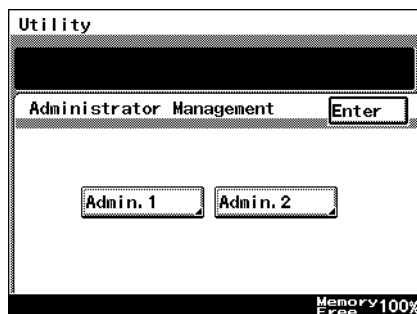 Utility
Administrator Management Enter
Admin. 1 Admin. 2
Memory
Free 100%